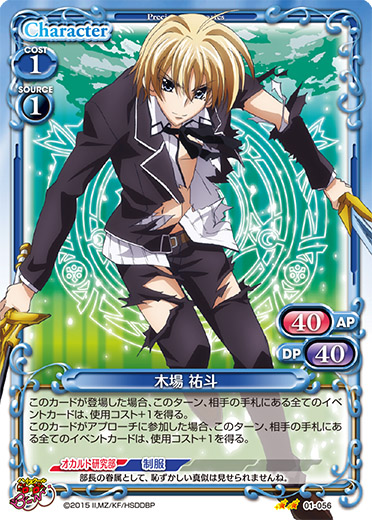 Character
COST
1
SOURCE
1
40 AP
DP 40
木場 祐斗
このカードが登場した場合、このターン、相手の手札にある全てのイベ
ントカードは、使用コスト+1を得る。
このカードがアプローチに参加した場合、このターン、相手の手札にあ
る全てのイベントカードは、使用コスト+1を得る。
オカルト研究部 制服
部長の眷属として、恥ずかしい真似は見せられませんね。
©2015 II,MZ/KF/HSDDBP
01-056